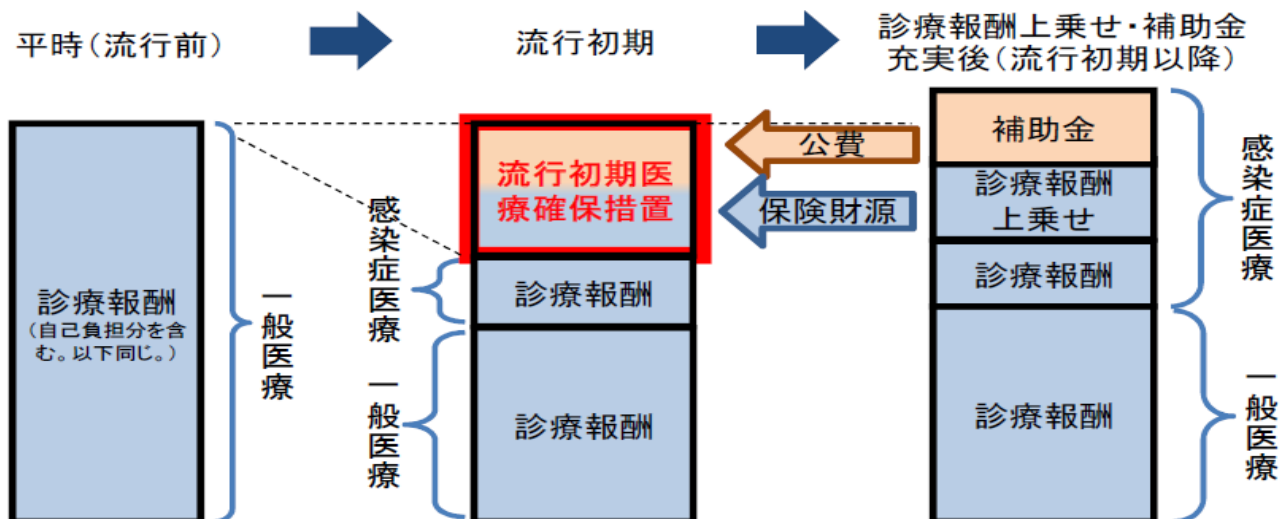 平時(流行前)
流行初期
診療報酬上乗せ・補助金
充実後(流行初期以降)
診療報酬
(自己負担分を含
む。以下同じ。)
一般医療
流行初期医
療確保措置
感染症医療
診療報酬
一般医療
診療報酬
公費
保険財源
補助金
診療報酬
上乗せ
診療報酬
感染症医療
診療報酬
一般医療